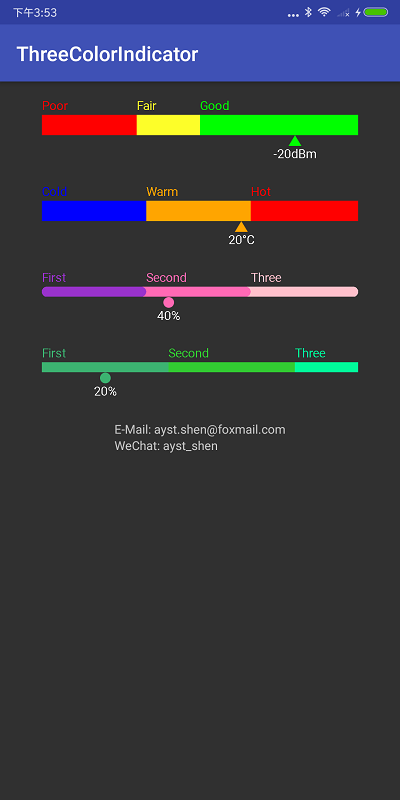 下午3:53
ThreeColorIndicator
Poor Fair Good
-20dBm
Cold Warm Hot
20°C
First Second Three
40%
First Second Three
20%
E-Mail: ayst.shen@foxmail.com
WeChat: ayst_shen